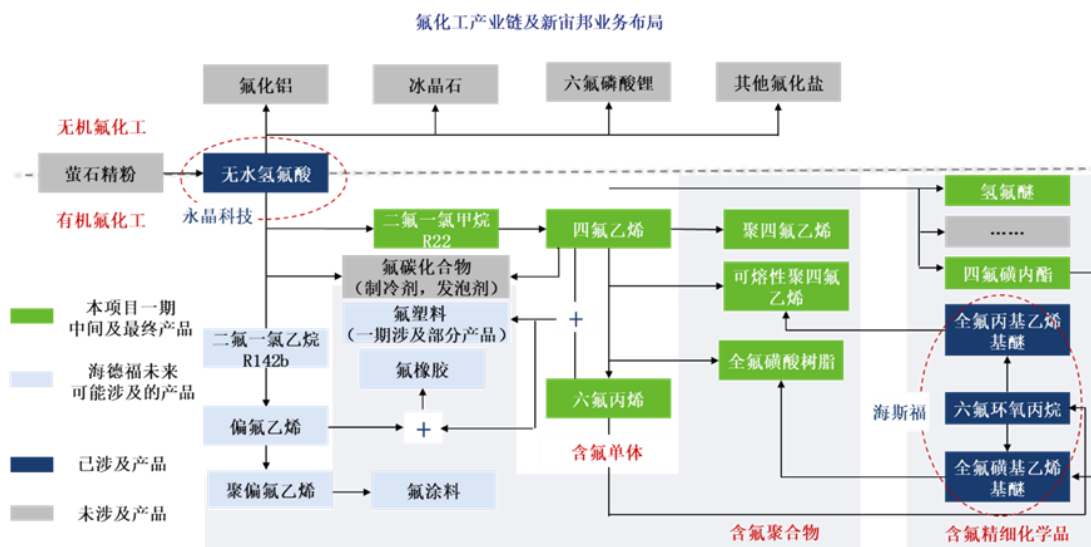 氟化工产业链及新宙邦业务布局
氟化铝
冰晶石
六氟磷酸锂
其他氟化盐
无机氟化工
萤石精粉
无水氢氟酸
有机氟化工
永晶科技
二氟一氯甲烷
R22
四氟乙烯
聚四氟乙烯
氢氟醚
……
四氟磺内酯
氟碳化合物
（制冷剂，发泡剂）
可熔性聚四氟
乙烯
本项目一期
中间及最终产品
氟塑料
（一期涉及部分产品）
+
全氟丙基乙烯
基醚
二氟一氯乙烷
R142b
海德福未来
可能涉及的产品
氟橡胶
全氟磺酸树脂
六氟丙烯
海斯福
六氟环氧丙烷
偏氟乙烯
+
含氟单体
已涉及产品
聚偏氟乙烯
氟涂料
全氟磺基乙烯
基醚
未涉及产品
含氟聚合物
含氟精细化学品